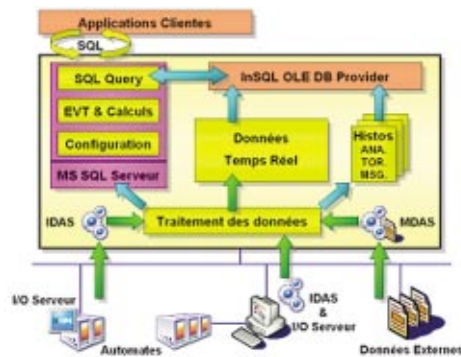 Applications Clientes
SQL
SQL Query
InSQL OLE DB Provider
EVT & Calculs
Configuration
MS SQL Serveur
Données
Temps Réel
Histos
ANA.
TOR.
MSG.
IDAS
Traitement des données
MDAS
I/O Serveur
Automates
IDAS
&
I/O Serveur
Données Externes